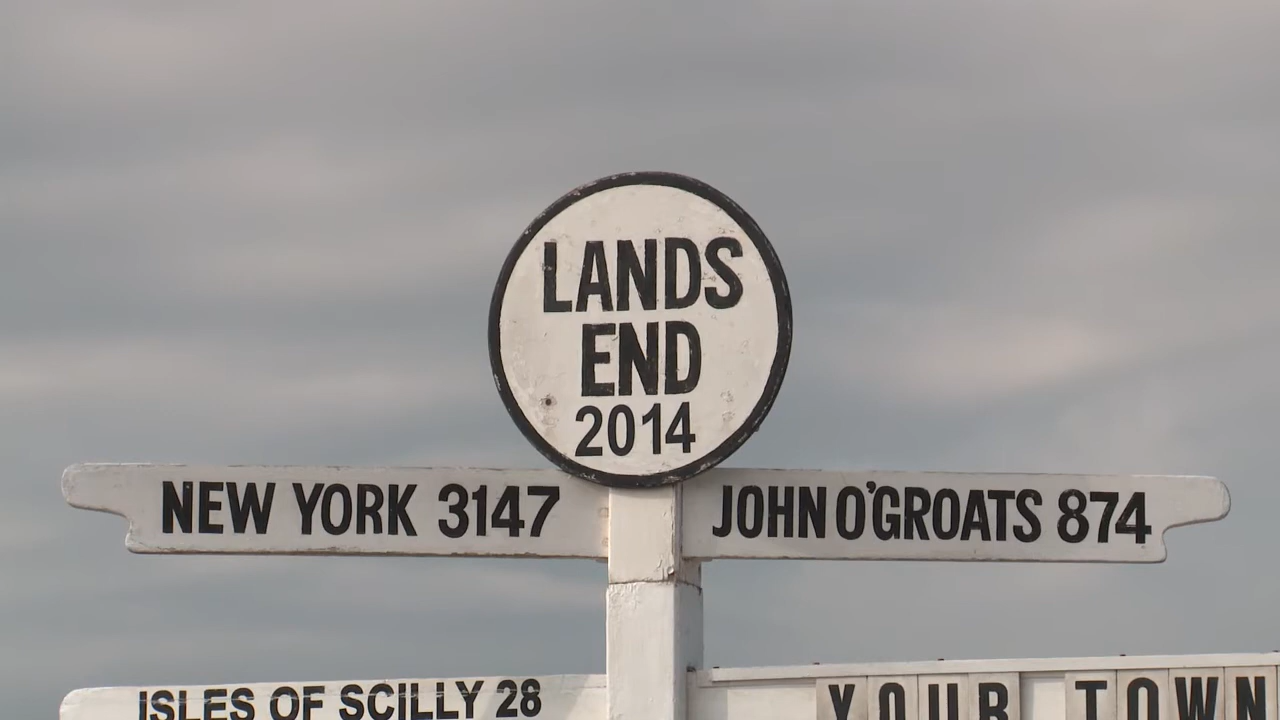 LANDS
END
2014
NEW YORK 3147
JOHN O'GROATS 874
ISLES OF SCILLY 28
YOUR TOWN